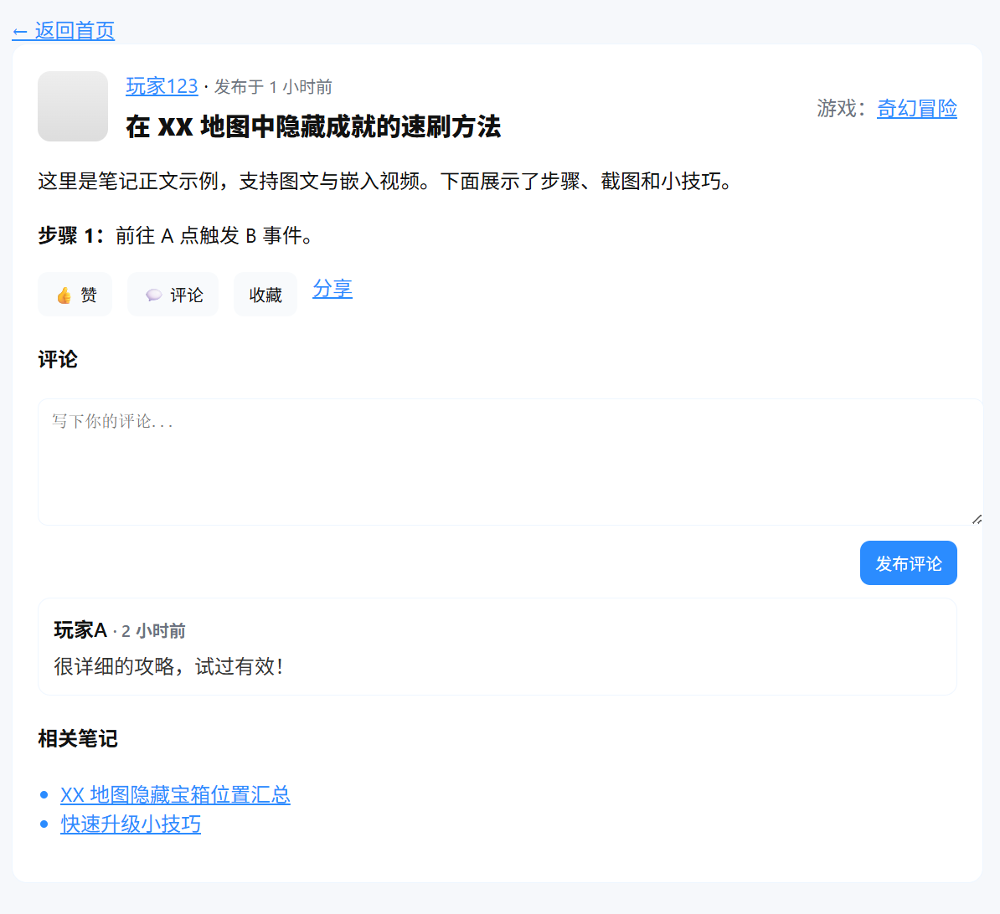 ← 返回首页
玩家123 · 发布于 1 小时前
在 XX 地图中隐藏成就的速刷方法
游戏：奇幻冒险
这里是笔记正文示例，支持图文与嵌入视频。下面展示了步骤、截图和小技巧。
步骤 1：前往 A 点触发 B 事件。
👍 赞 💬 评论 收藏 分享
评论
写下你的评论...
发布评论
玩家A · 2 小时前
很详细的攻略，试过有效！
相关笔记
XX 地图隐藏宝箱位置汇总
快速升级小技巧